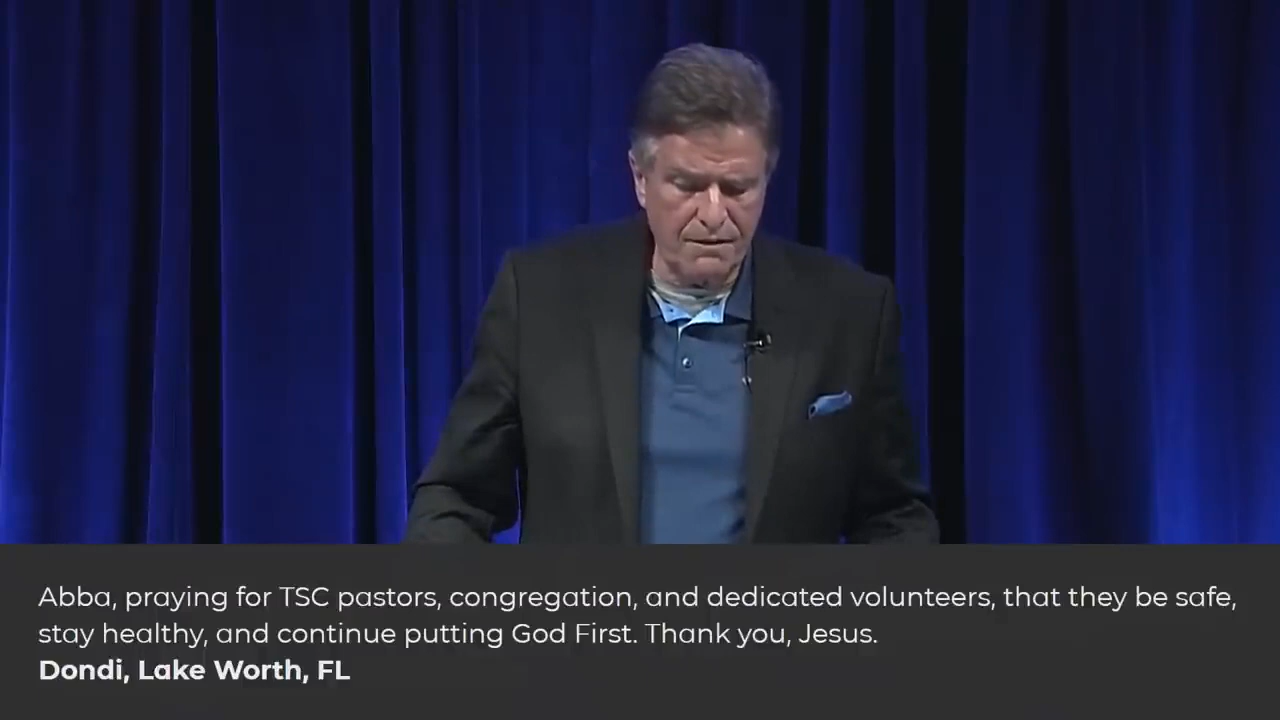 Abba, praying for TSC pastors, congregation, and dedicated volunteers, that they be safe,
stay healthy, and continue putting God First. Thank you, Jesus.
Dondi, Lake Worth, FL